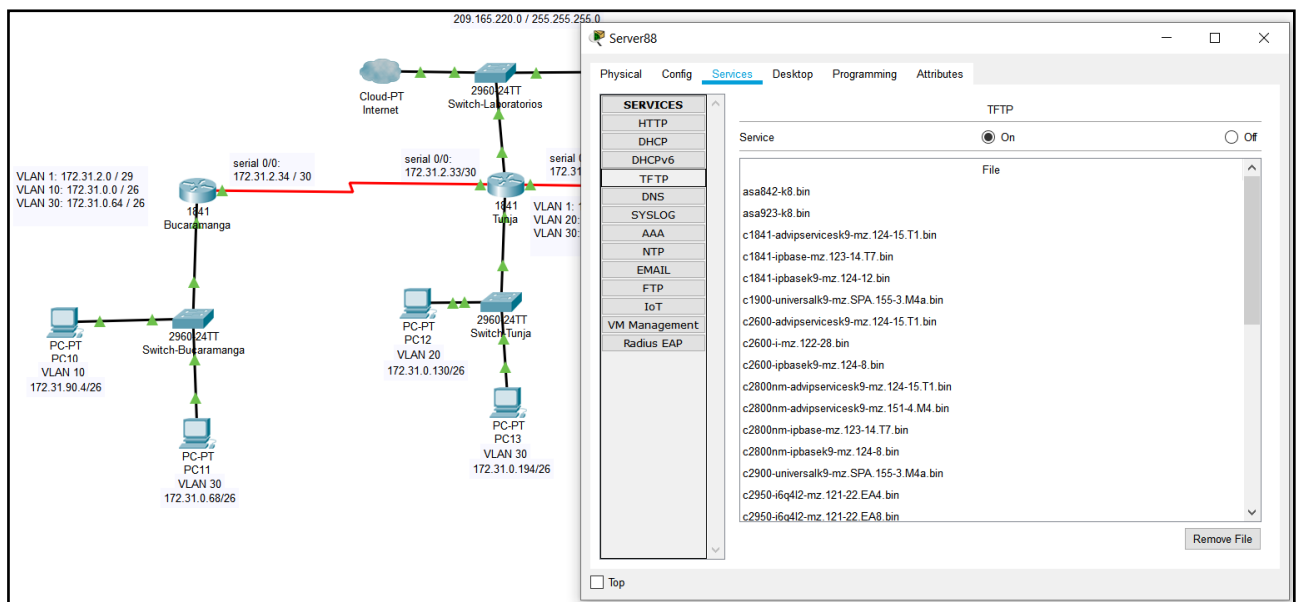 209.165.220.0 / 255.255.255.0
Cloud-PT
Internet
2960-24TT
Switch-Laboratorios
VLAN 1: 172.31.2.0 / 29
VLAN 10: 172.31.0.0 / 26
VLAN 30: 172.31.0.64 / 26
serial 0/0:
172.31.2.34 / 30
serial 0/0:
172.31.2.33/30
serial
172.31
1841
Bucaramanga
1841
Tunja
VLAN 1:
VLAN 20:
VLAN 30:
PC-PT
PC10
VLAN 10
172.31.90.4/26
2960-24TT
Switch-Bucaramanga
PC-PT
PC11
VLAN 30
172.31.0.68/26
PC-PT
PC12
VLAN 20
172.31.0.130/26
2960-24TT
Switch-Tunja
PC-PT
PC13
VLAN 30
172.31.0.194/26
Server88
Physical Config Services Desktop Programming Attributes
SERVICES
HTTP
DHCP
DHCPv6
TFTP
DNS
SYSLOG
AAA
NTP
EMAIL
FTP
IoT
VM Management
Radius EAP
TFTP
Service On Off
File
asa842-k8.bin
asa923-k8.bin
c1841-advipservicesk9-mz.124-15.T1.bin
c1841-ipbase-mz.123-14.T7.bin
c1841-ipbasek9-mz.124-12.bin
c1900-universalk9-mz.SPA.155-3.M4a.bin
c2600-advipservicesk9-mz.124-15.T1.bin
c2600-i-mz.122-28.bin
c2600-ipbasek9-mz.124-8.bin
c2800nm-advipservicesk9-mz.124-15.T1.bin
c2800nm-advipservicesk9-mz.151-4.M4.bin
c2800nm-ipbase-mz.123-14.T7.bin
c2800nm-ipbasek9-mz.124-8.bin
c2900-universalk9-mz.SPA.155-3.M4a.bin
c2950-i6q4l2-mz.121-22.EA4.bin
c2950-i6q4l2-mz.121-22.EA8.bin
Remove File
Top